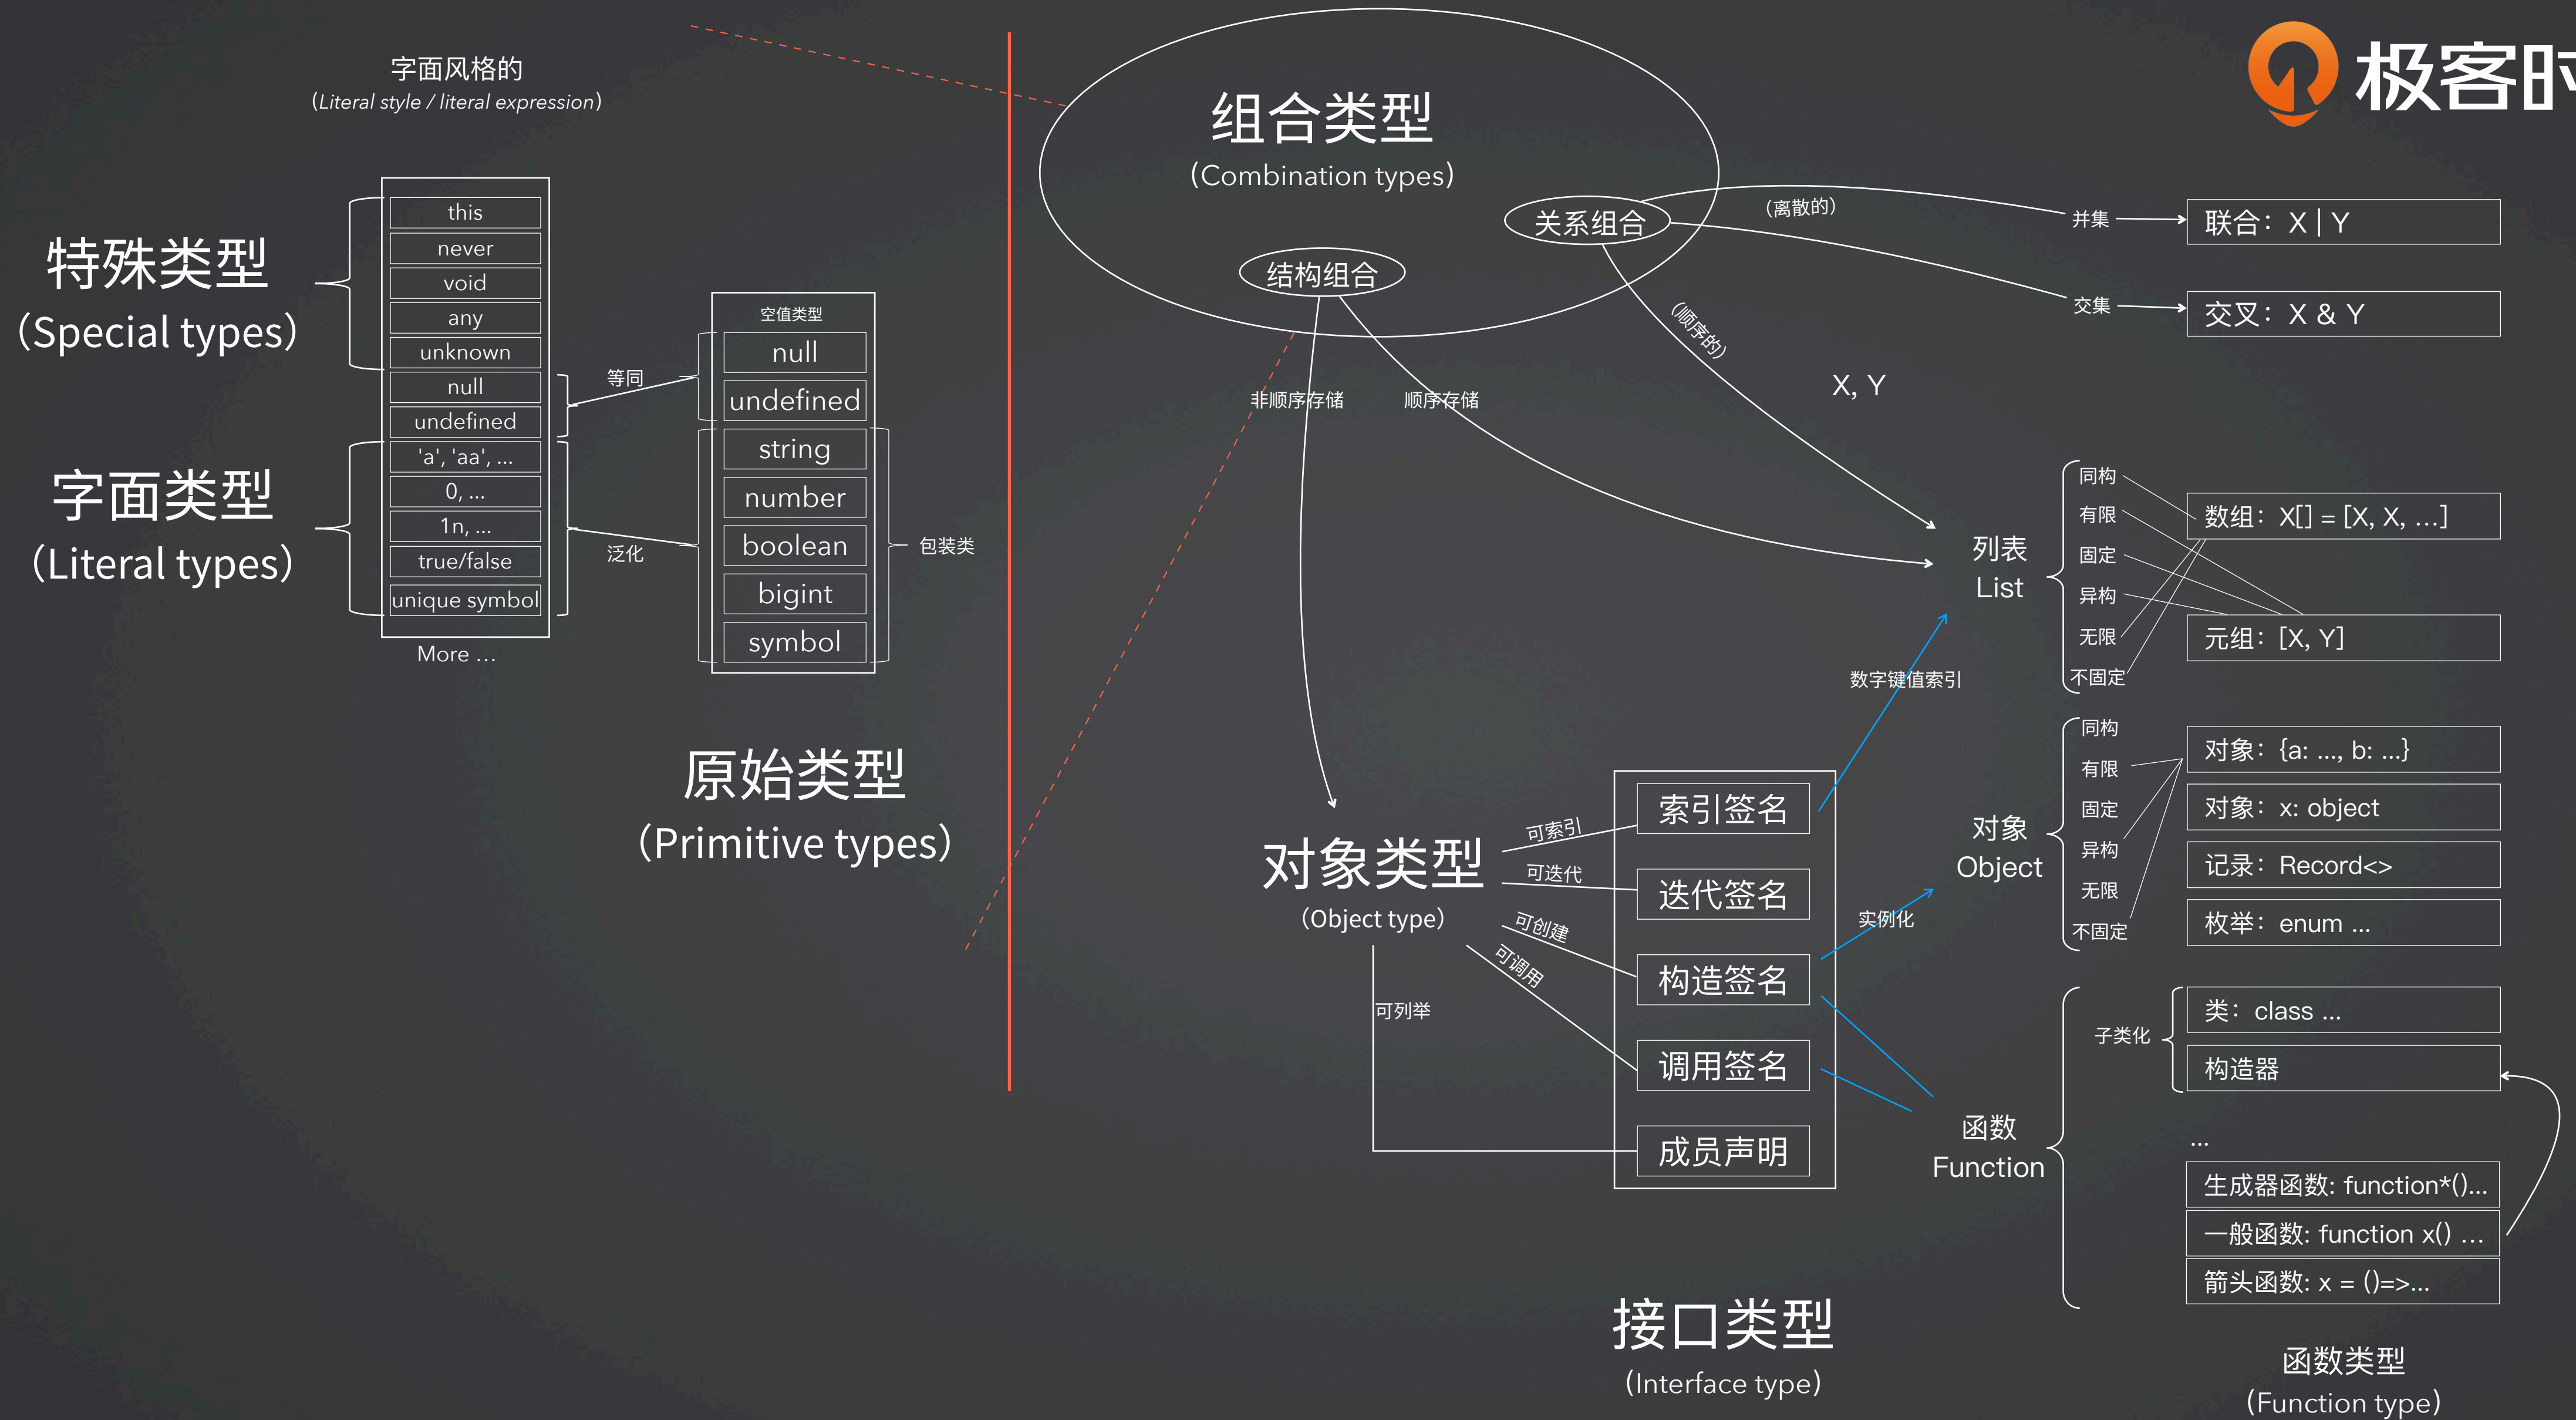 字面风格的
(Literal style / literal expression)
特殊类型
(Special types)
字面类型
(Literal types)
this
never
void
any
unknown
null
undefined
'a', 'aa', ...
0, ...
1n, ...
true/false
unique symbol
More ...
等同
泛化
空值类型
null
undefined
string
number
boolean
bigint
symbol
包装类
原始类型
(Primitive types)
组合类型
(Combination types)
关系组合
结构组合
(离散的)
(顺序的)
并集
联合：X | Y
交集
交叉：X & Y
非顺序存储
顺序存储
X, Y
列表
List
同构
有限
固定
异构
无限
不固定
数组：X[] = [X, X, ...]
元组：[X, Y]
数字键值索引
对象类型
(Object type)
可索引
可迭代
可创建
可调用
可列举
索引签名
迭代签名
构造签名
调用签名
成员声明
实例化
对象
Object
同构
有限
固定
异构
无限
不固定
对象：{a: ..., b: ...}
对象：x: object
记录：Record<>
枚举：enum ...
函数
Function
子类化
类：class ...
构造器
...
生成器函数: function*()...
一般函数: function x() ...
箭头函数: x = ()=>...
接口类型
(Interface type)
函数类型
(Function type)
极客